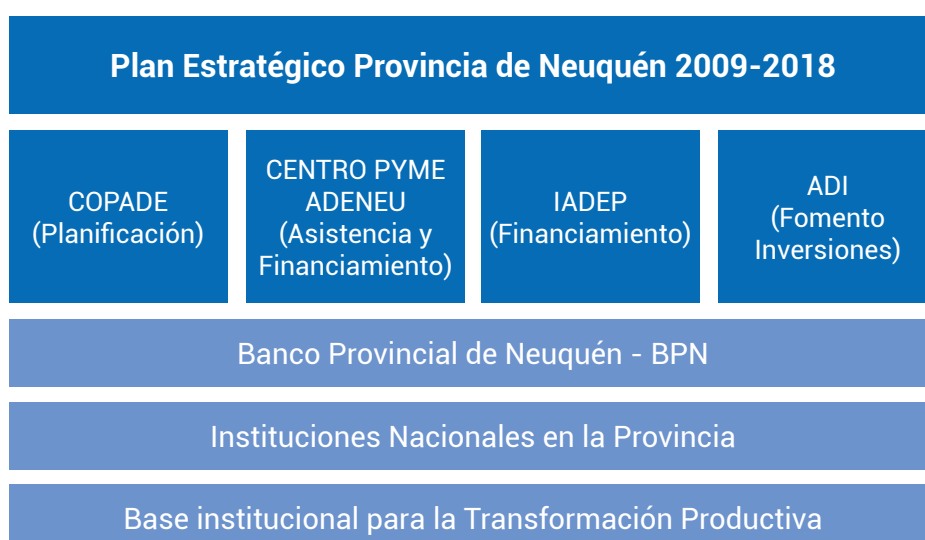 Plan Estratégico Provincia de Neuquén 2009-2018
COPADE
(Planificación)
CENTRO PYME
ADENEU
(Asistencia y
Financiamiento)
IADEP
(Financiamiento)
ADI
(Fomento
Inversiones)
Banco Provincial de Neuquén - BPN
Instituciones Nacionales en la Provincia
Base institucional para la Transformación Productiva